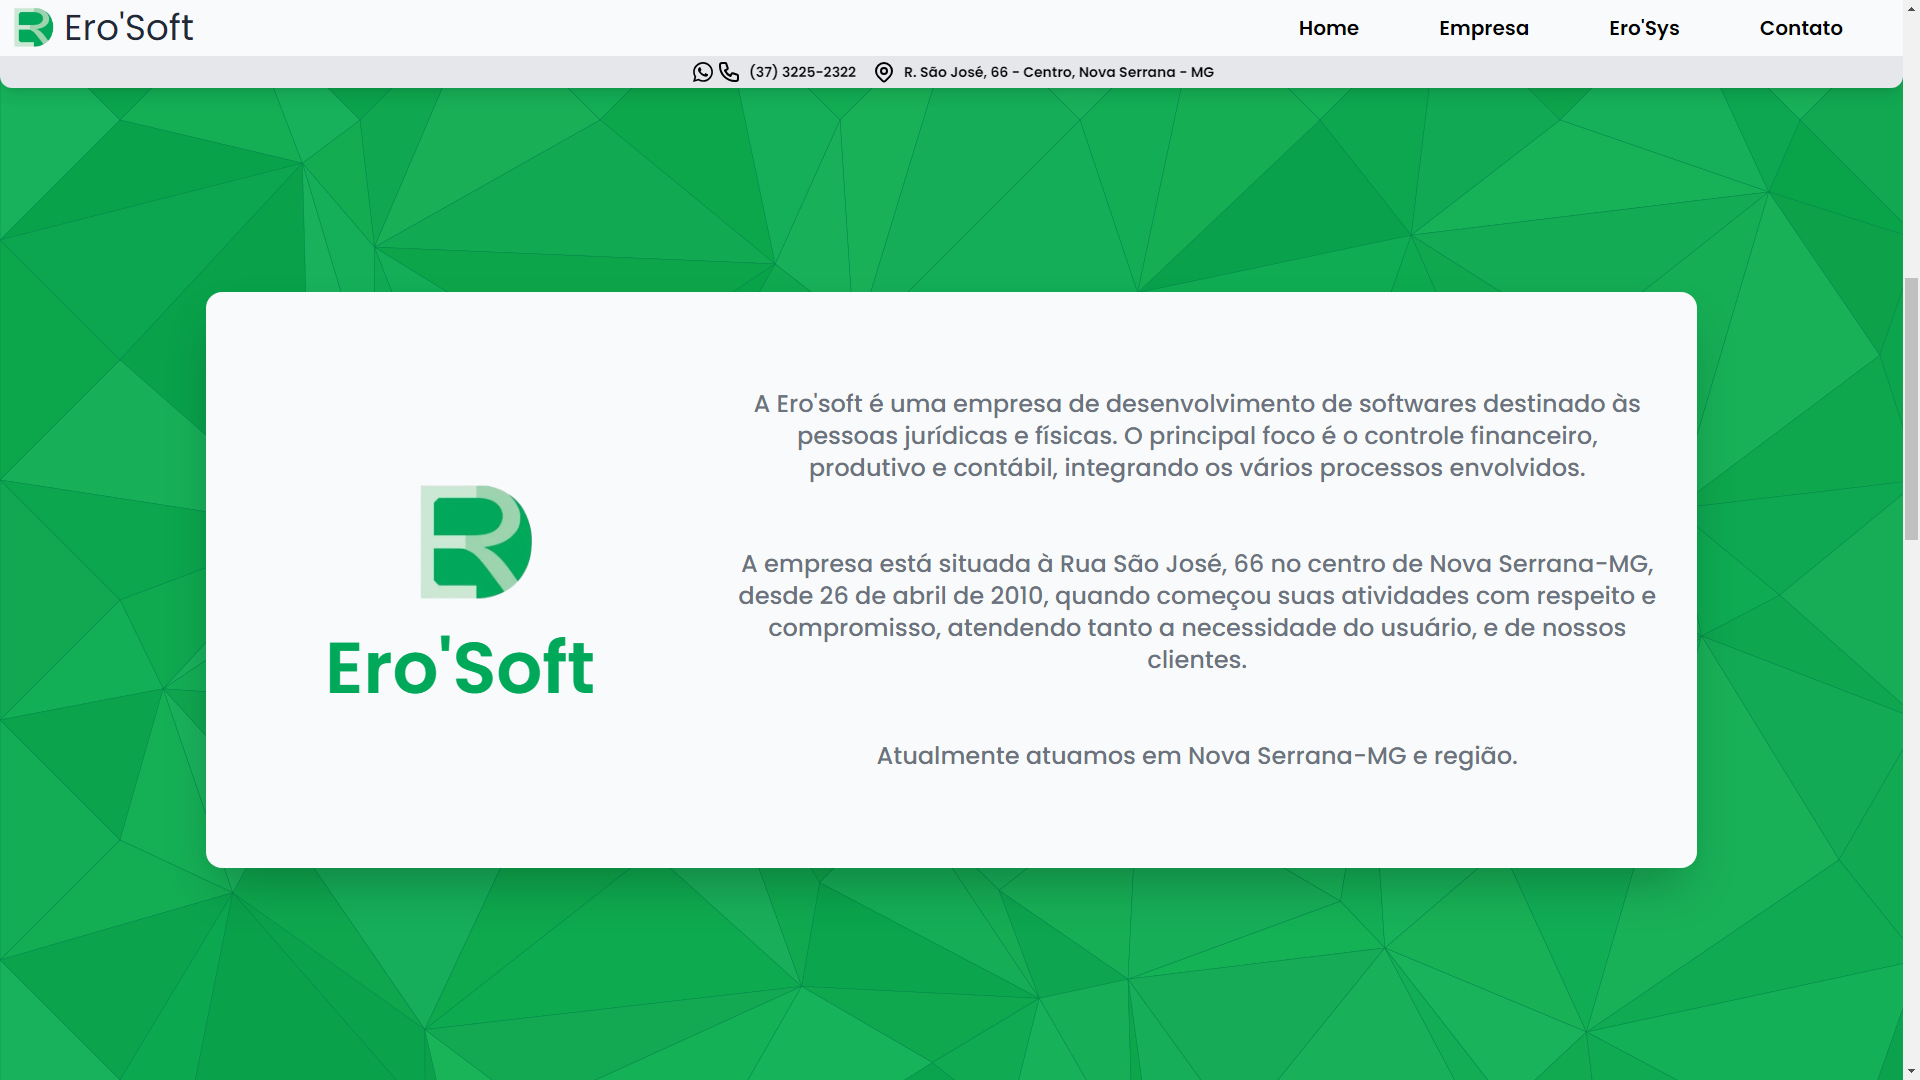 Ero'Soft
Home
Empresa
Ero'Sys
Contato
(37) 3225-2322
R. São José, 66 - Centro, Nova Serrana - MG
Ero'Soft
A Ero'soft é uma empresa de desenvolvimento de softwares destinado às
pessoas jurídicas e físicas. O principal foco é o controle financeiro,
produtivo e contábil, integrando os vários processos envolvidos.
A empresa está situada à Rua São José, 66 no centro de Nova Serrana-MG,
desde 26 de abril de 2010, quando começou suas atividades com respeito e
compromisso, atendendo tanto a necessidade do usuário, e de nossos
clientes.
Atualmente atuamos em Nova Serrana-MG e região.